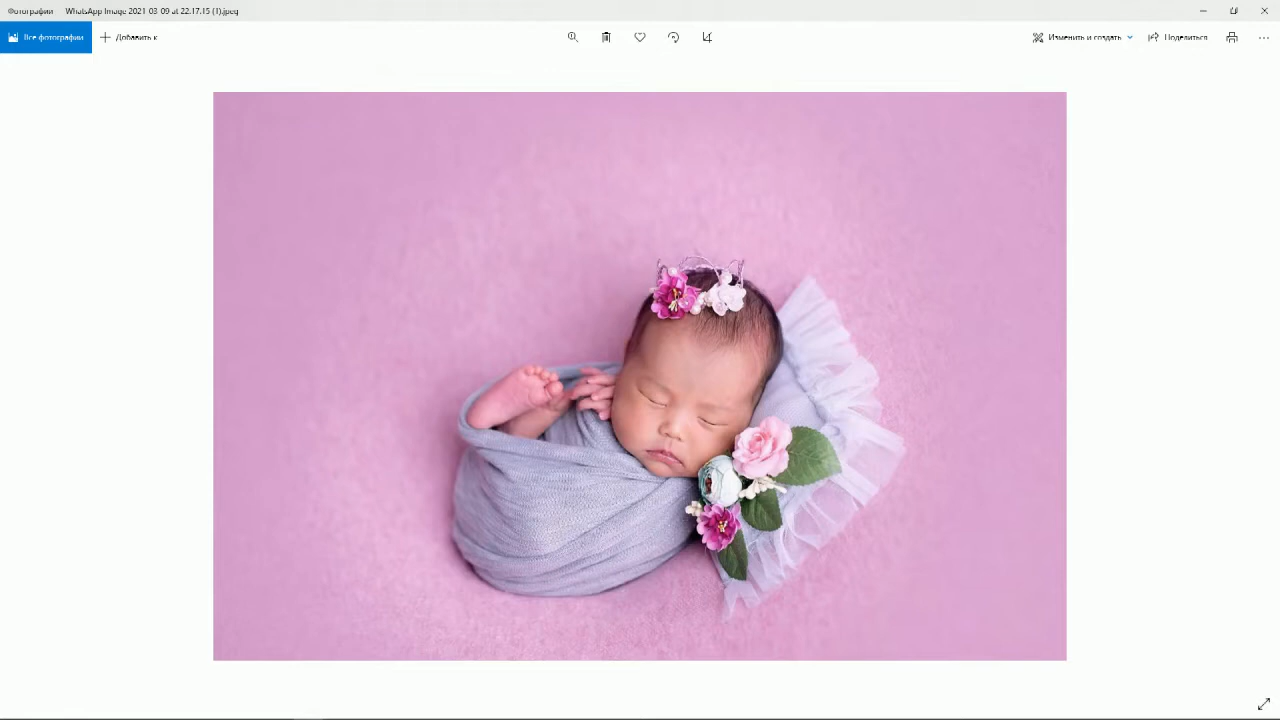 Фотографии
WhatsApp Image 2021-03-09 at 22.17.15 (1).jpeg
Все фотографии
Добавить к
Изменить и создать
Поделиться